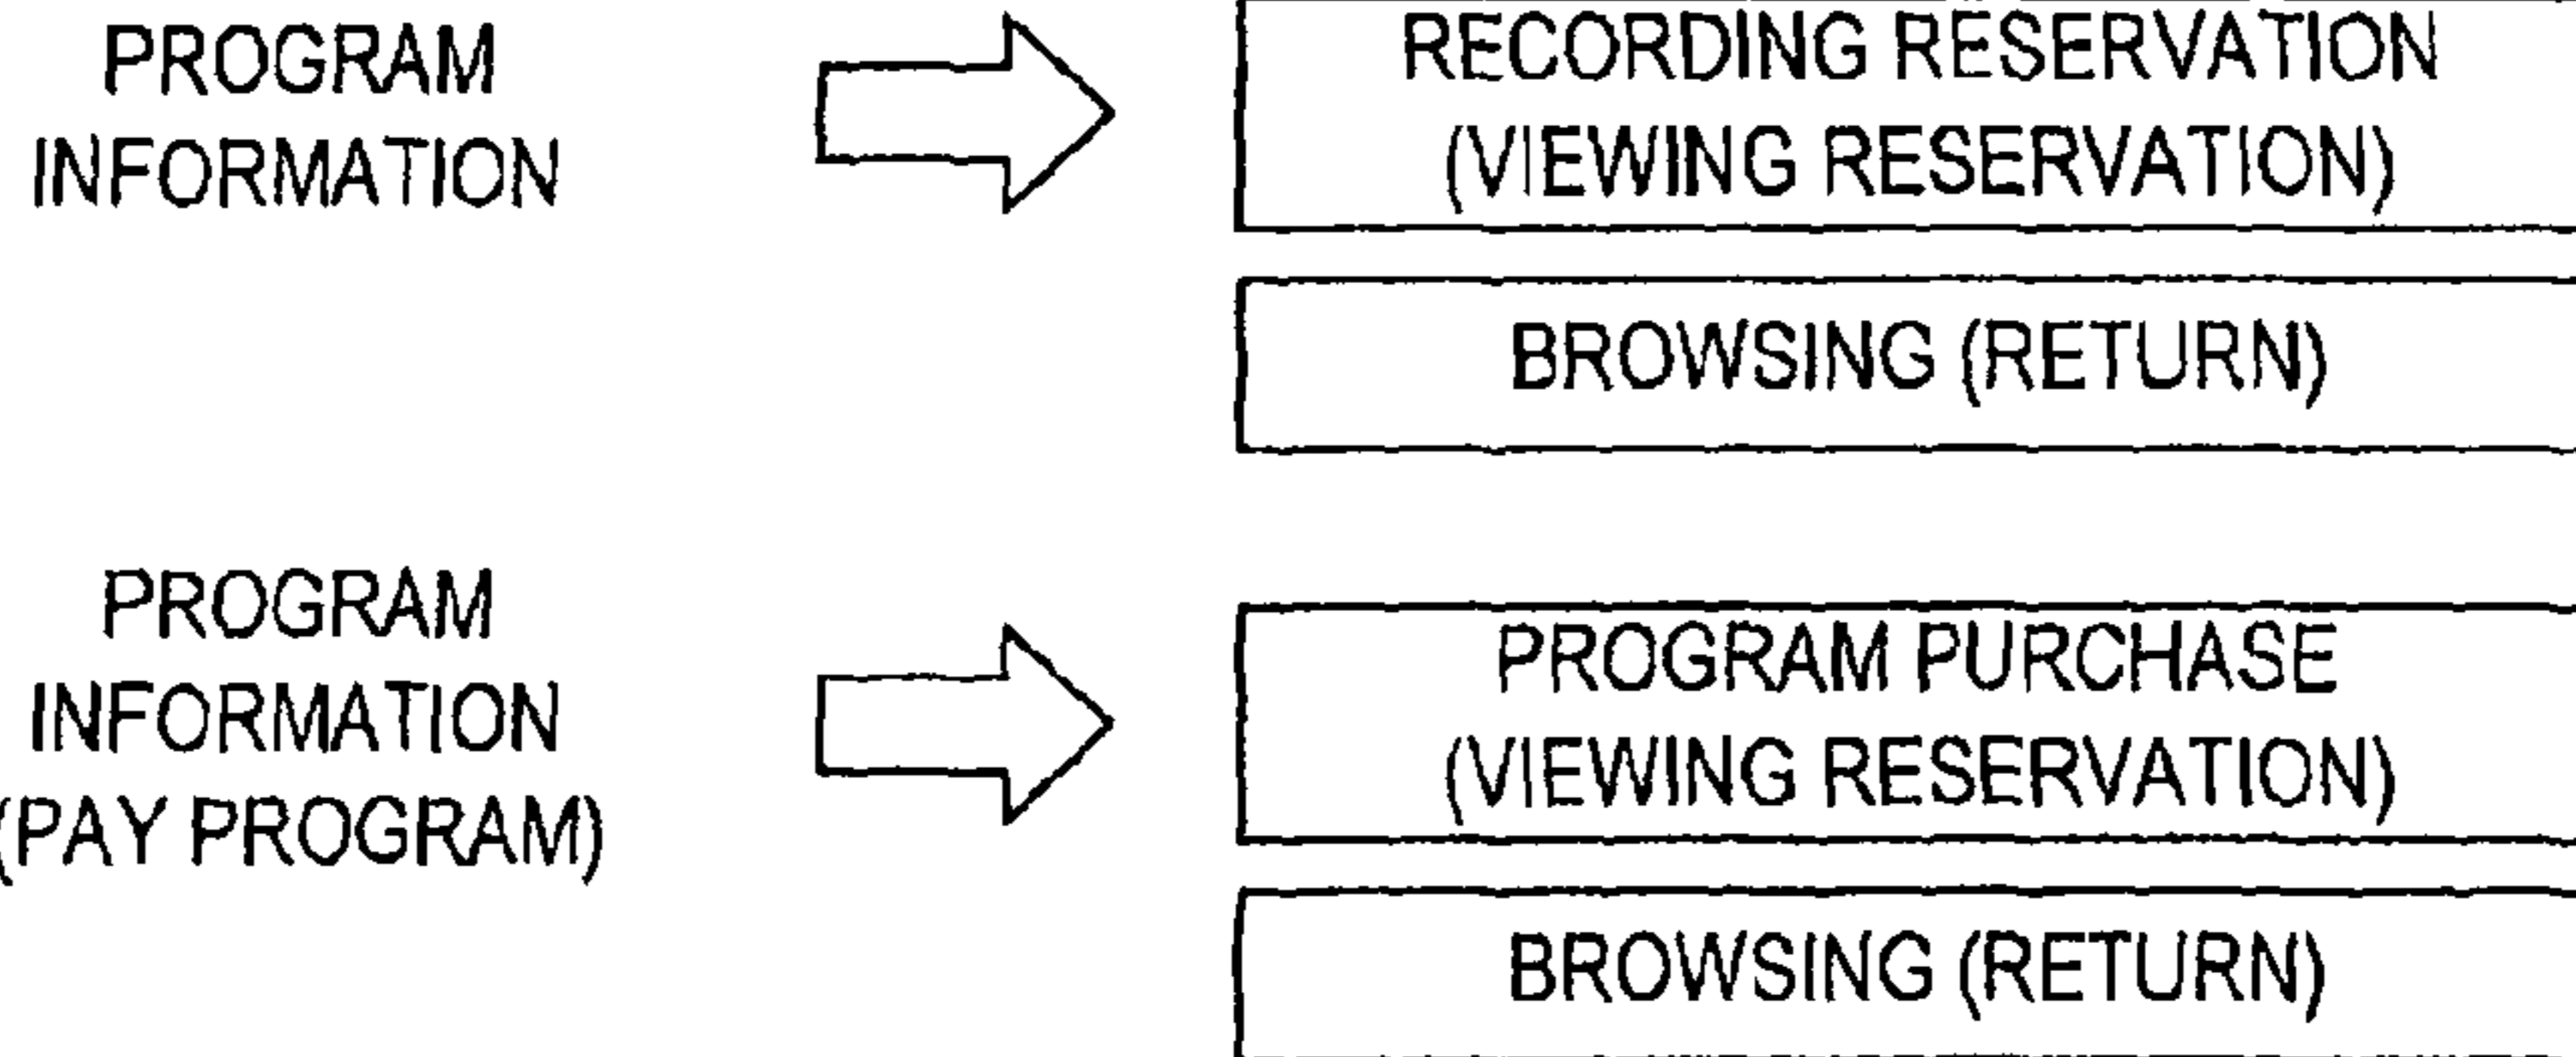 PROGRAM
INFORMATION
RECORDING RESERVATION
(VIEWING RESERVATION)
BROWSING (RETURN)
PROGRAM
INFORMATION
(PAY PROGRAM)
PROGRAM PURCHASE
(VIEWING RESERVATION)
BROWSING (RETURN)